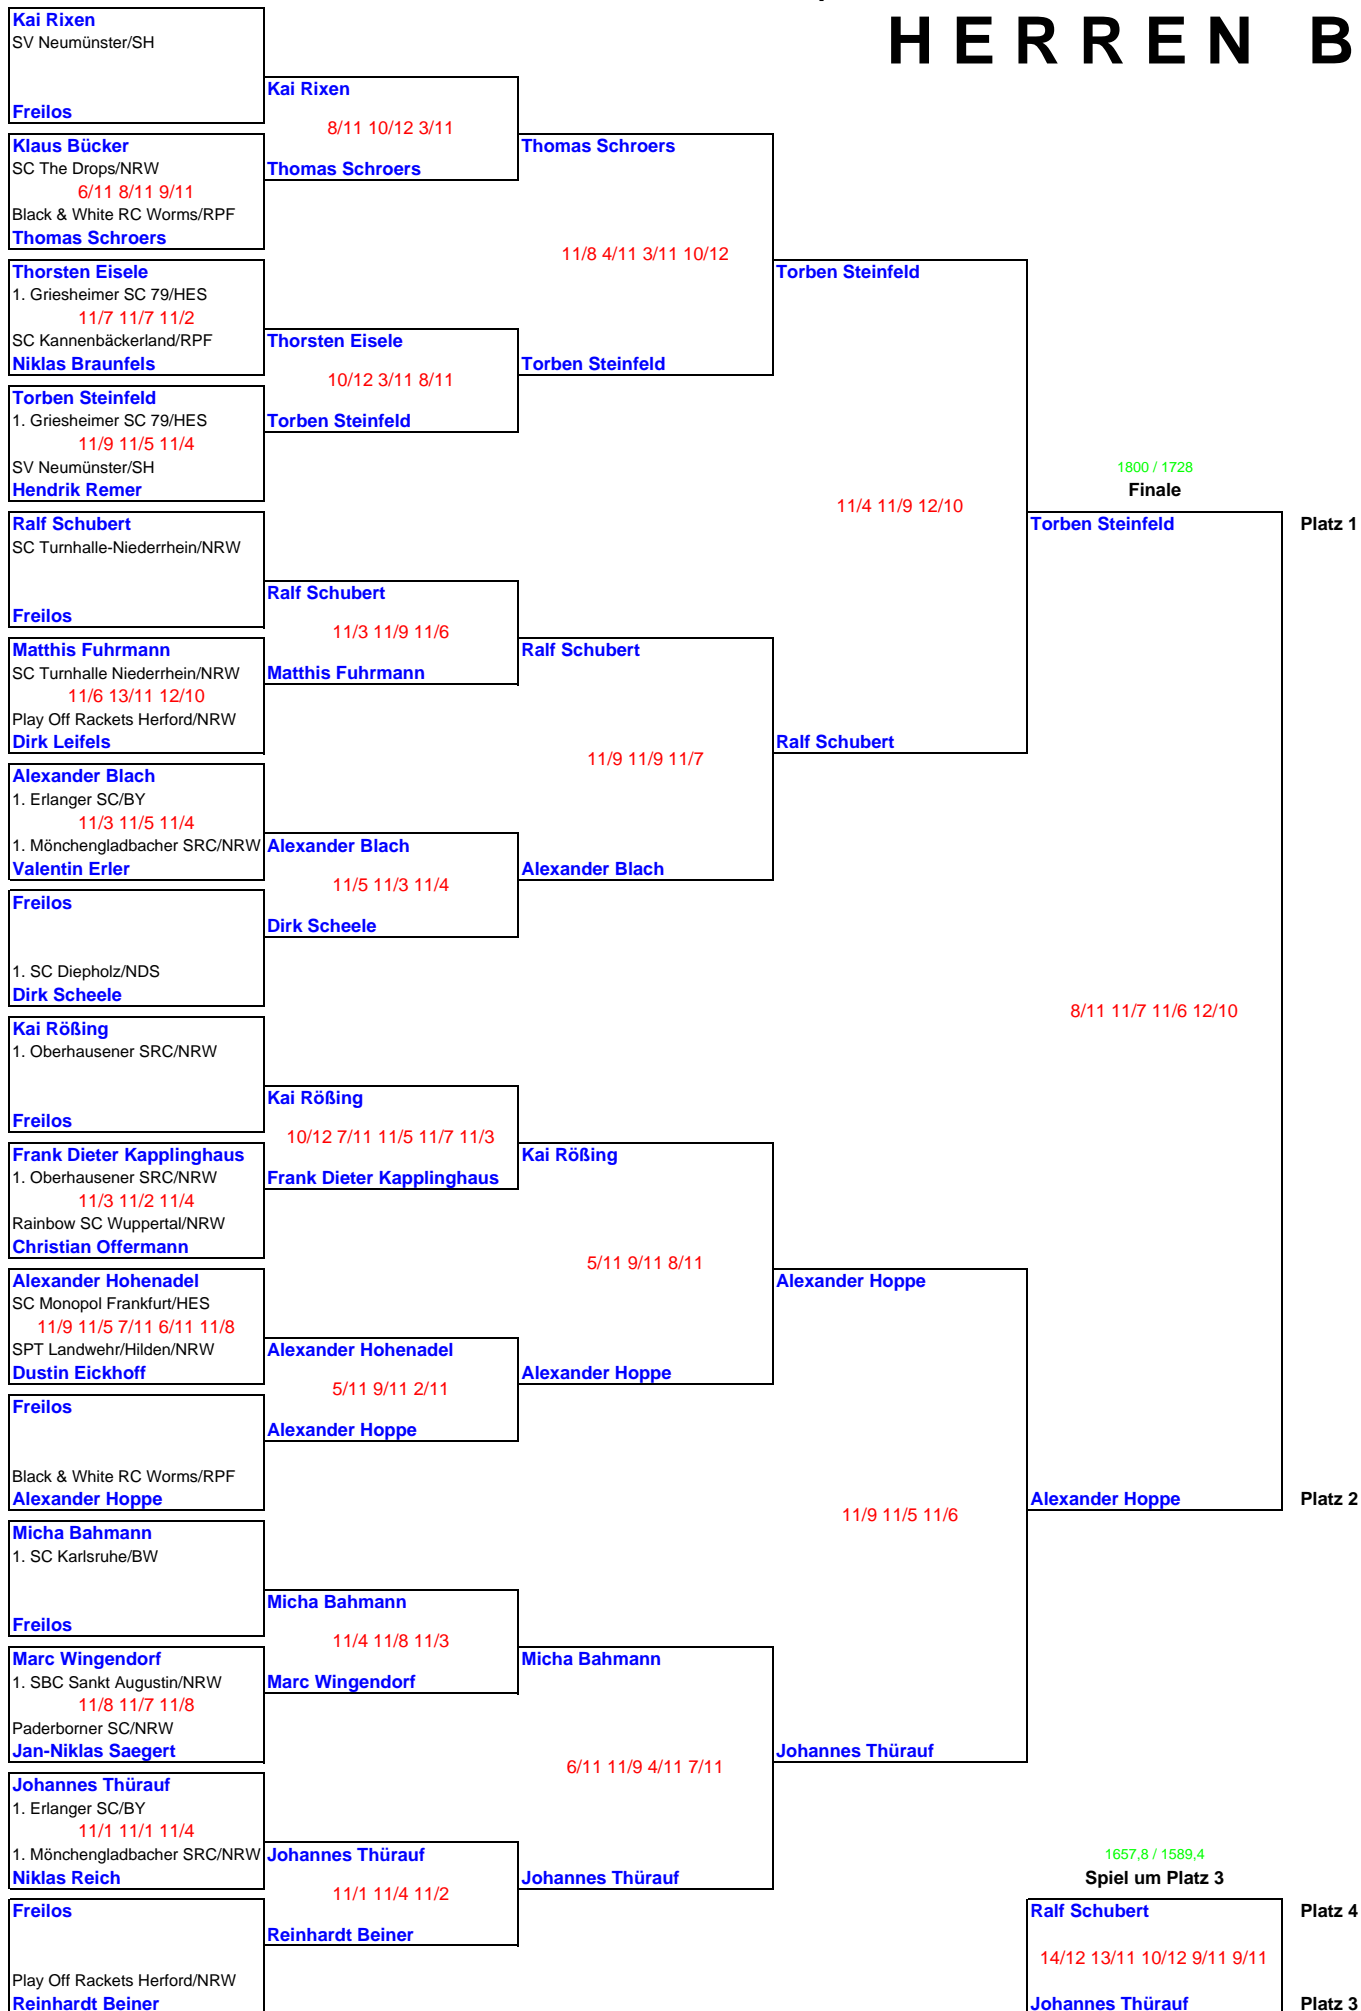 HERREN B
Kai Rixen
SV Neumünster/SH
Freilos
Klaus Bücker
SC The Drops/NRW
6/11 8/11 9/11
Black & White RC Worms/RPF
Thomas Schroers
Thorsten Eisele
1. Griesheimer SC 79/HES
11/7 11/7 11/2
SC Kannenbäckerland/RPF
Niklas Braunfels
Torben Steinfeld
1. Griesheimer SC 79/HES
11/9 11/5 11/4
SV Neumünster/SH
Hendrik Remer
Ralf Schubert
SC Turnhalle-Niederrhein/NRW
Freilos
Matthis Fuhrmann
SC Turnhalle Niederrhein/NRW
11/6 13/11 12/10
Play Off Rackets Herford/NRW
Dirk Leifels
Alexander Blach
1. Erlanger SC/BY
11/3 11/5 11/4
1. Mönchengladbacher SRC/NRW
Valentin Erler
Freilos
1. SC Diepholz/NDS
Dirk Scheele
Kai Rößing
1. Oberhausener SRC/NRW
Freilos
Frank Dieter Kapplinghaus
1. Oberhausener SRC/NRW
11/3 11/2 11/4
Rainbow SC Wuppertal/NRW
Christian Offermann
Alexander Hohenadel
SC Monopol Frankfurt/HES
11/9 11/5 7/11 6/11 11/8
SPT Landwehr/Hilden/NRW
Dustin Eickhoff
Freilos
Black & White RC Worms/RPF
Alexander Hoppe
Micha Bahmann
1. SC Karlsruhe/BW
Freilos
Marc Wingendorf
1. SBC Sankt Augustin/NRW
11/8 11/7 11/8
Paderborner SC/NRW
Jan-Niklas Saegert
Johannes Thürauf
1. Erlanger SC/BY
11/1 11/1 11/4
1. Mönchengladbacher SRC/NRW
Niklas Reich
Freilos
Play Off Rackets Herford/NRW
Reinhardt Beiner
Kai Rixen
8/11 10/12 3/11
Thomas Schroers
Thorsten Eisele
10/12 3/11 8/11
Torben Steinfeld
Ralf Schubert
11/3 11/9 11/6
Matthis Fuhrmann
Alexander Blach
11/5 11/3 11/4
Dirk Scheele
Kai Rößing
10/12 7/11 11/5 11/7 11/3
Frank Dieter Kapplinghaus
Alexander Hohenadel
5/11 9/11 2/11
Alexander Hoppe
Micha Bahmann
11/4 11/8 11/3
Marc Wingendorf
Johannes Thürauf
11/1 11/4 11/2
Reinhardt Beiner
Thomas Schroers
11/8 4/11 3/11 10/12
Torben Steinfeld
Ralf Schubert
11/9 11/9 11/7
Alexander Blach
Kai Rößing
5/11 9/11 8/11
Alexander Hoppe
Micha Bahmann
6/11 11/9 4/11 7/11
Johannes Thürauf
Torben Steinfeld
11/4 11/9 12/10
Ralf Schubert
Alexander Hoppe
11/9 11/5 11/6
Johannes Thürauf
1800 / 1728
Finale
Torben Steinfeld
Platz 1
8/11 11/7 11/6 12/10
Alexander Hoppe
Platz 2
1657,8 / 1589,4
Spiel um Platz 3
Ralf Schubert
Platz 4
14/12 13/11 10/12 9/11 9/11
Johannes Thürauf
Platz 3